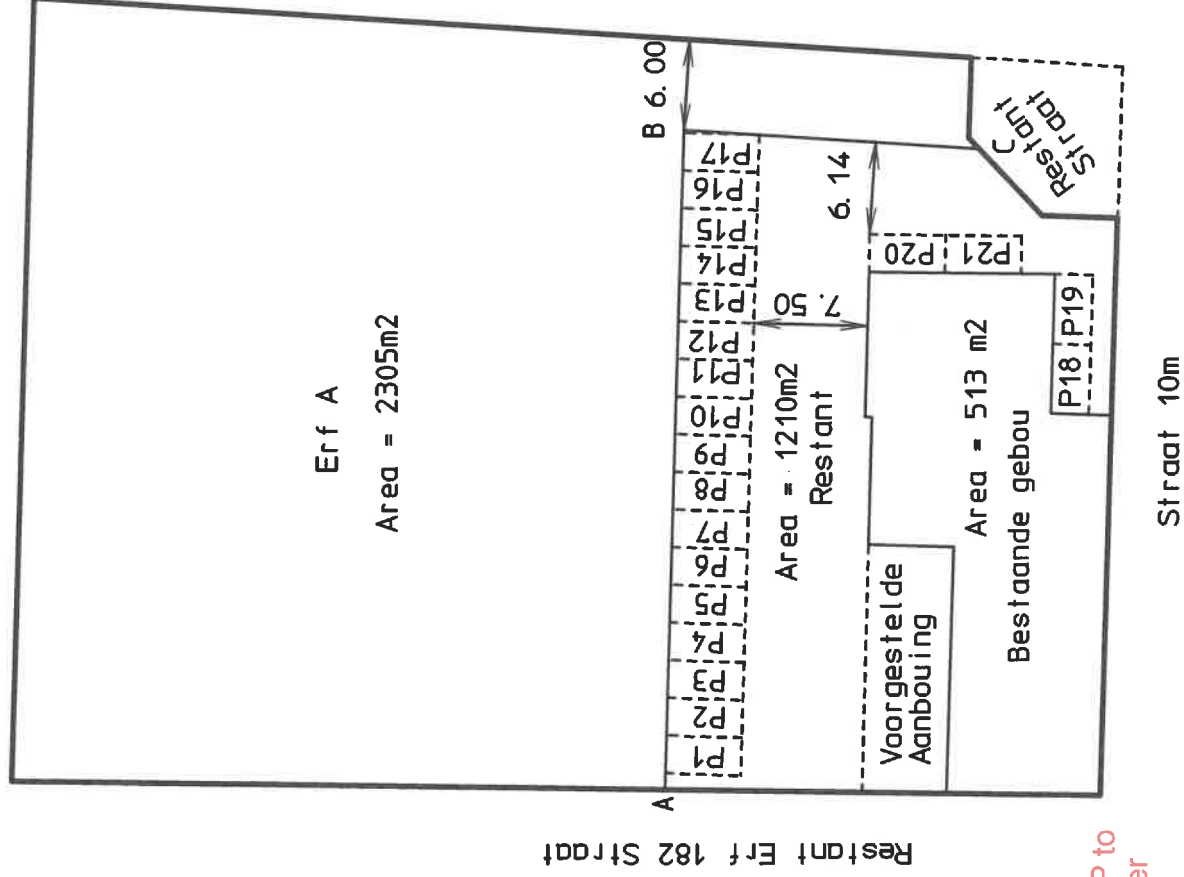 Erf A
Area = 2305m2
B 6.00
A
P1
P2
P3
P4
P5
P6
P7
P8
P9
P10
P11
P12
P13
P14
P15
P16
P17
6.14
7.50
Area = 1210m2
Restant
P20
P21
C
Restant
Straat
Voorgestelde
Aanbouing
Area = 513 m2
Bestaande gebou
P18
P19
Straat 10m
Restant Erf 182 Straat
P to
er